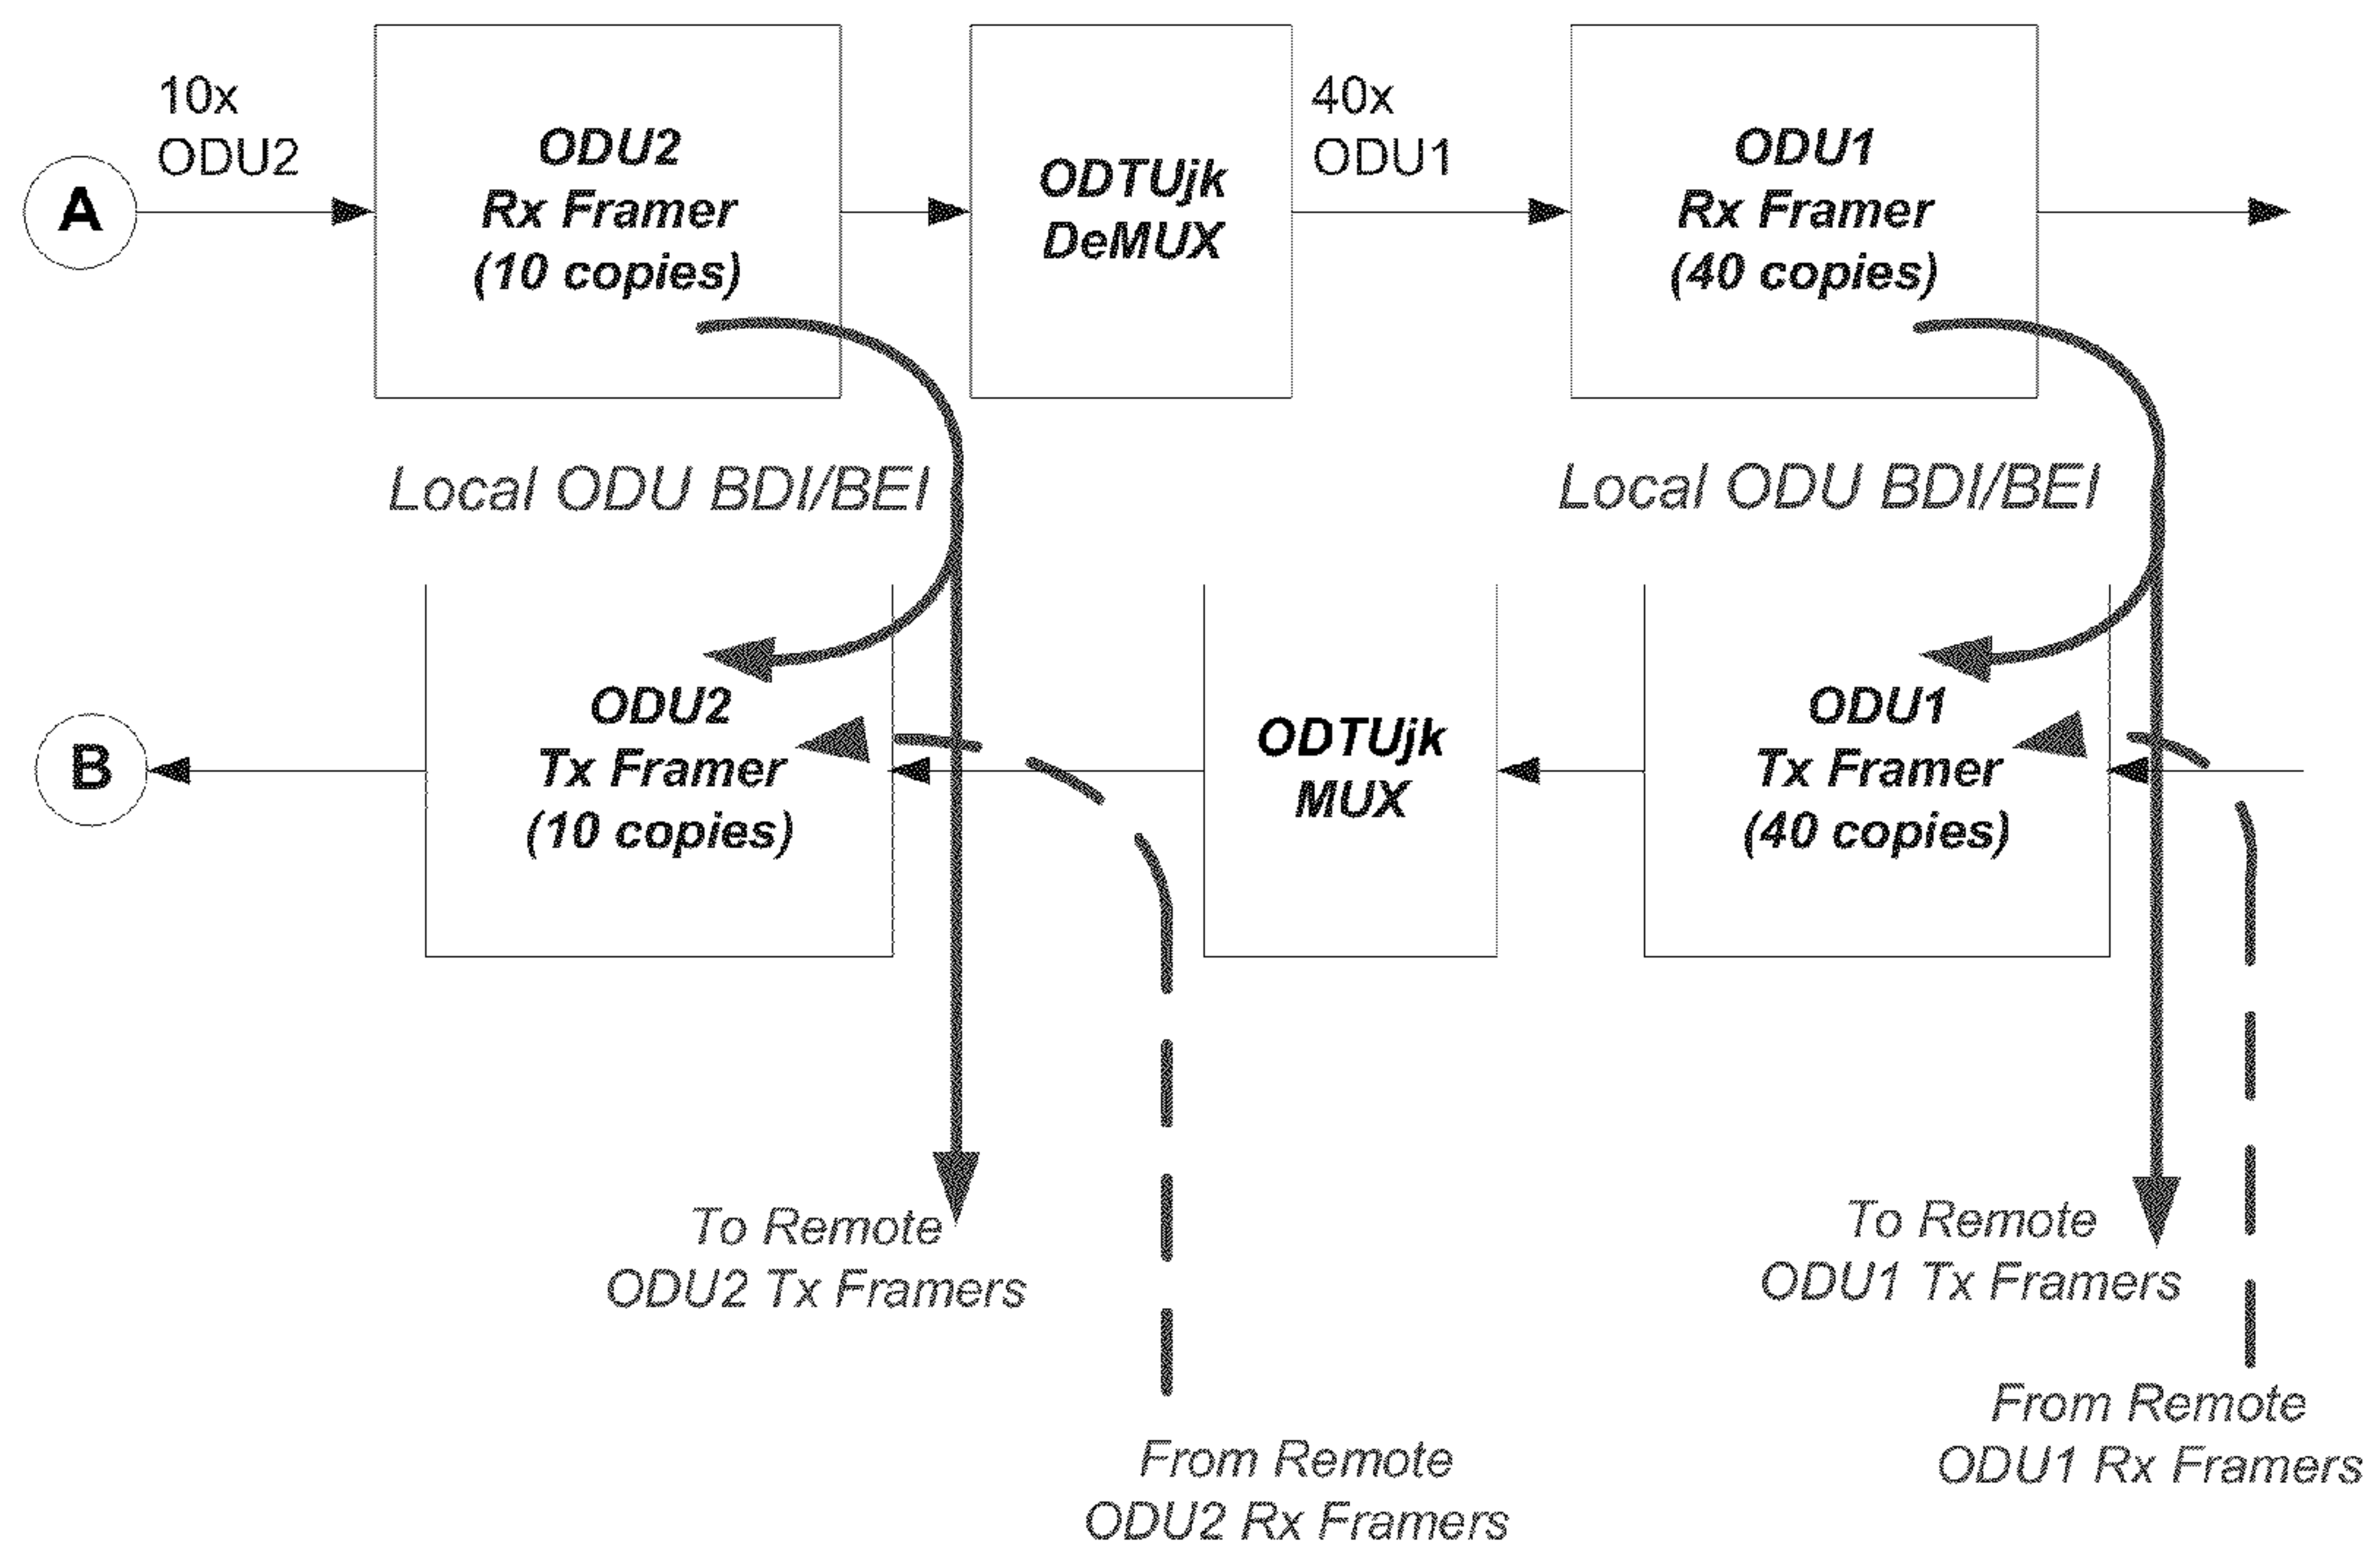 10x
ODU2
A
ODU2
Rx Framer
(10 copies)
ODTUjk
DeMUX
40x
ODU1
ODU1
Rx Framer
(40 copies)
Local ODU BDI/BEI
Local ODU BDI/BEI
B
ODU2
Tx Framer
(10 copies)
ODTUjk
MUX
ODU1
Tx Framer
(40 copies)
To Remote
ODU2 Tx Framers
To Remote
ODU1 Tx Framers
From Remote
ODU2 Rx Framers
From Remote
ODU1 Rx Framers